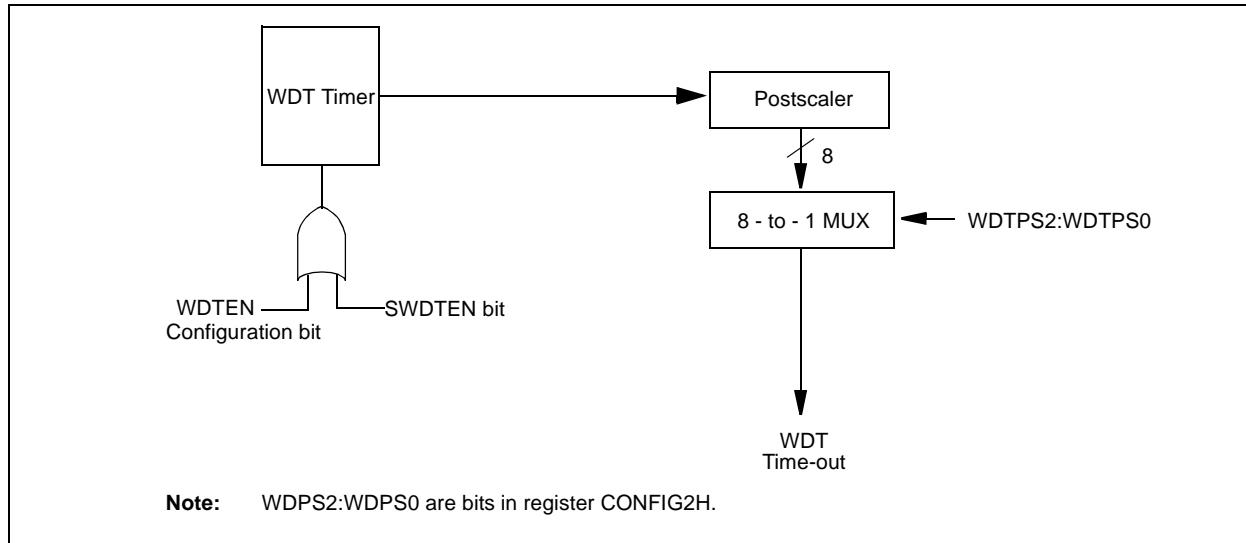 WDT Timer
Postscaler
8
8 - to - 1 MUX
WDTPS2:WDTPS0
WDTEN
Configuration bit
SWDTEN bit
WDT
Time-out
Note: WDPS2:WDPS0 are bits in register CONFIG2H.